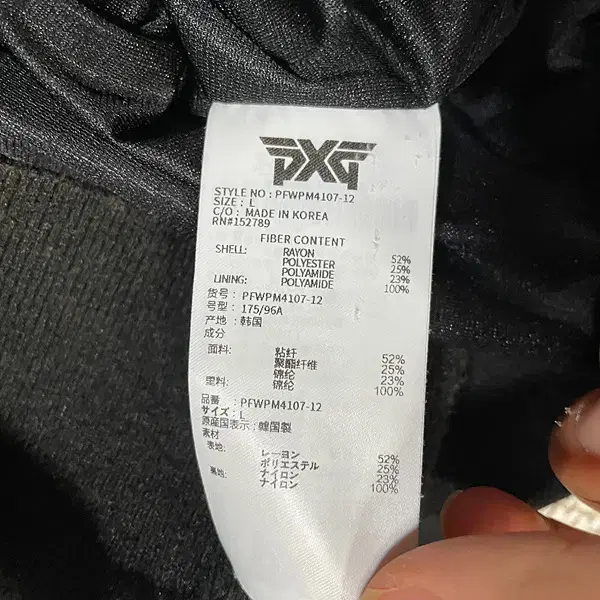 PXG
STYLE NO : PFWPM4107-12
SIZE : L
C/O : MADE IN KOREA
RN#152789
FIBER CONTENT
SHELL: RAYON 52%
POLYESTER 25%
POLYAMIDE 23%
LINING: POLYAMIDE 100%
货号 : PFWPM4107-12
号型 : 175/96A
产地 : 韩国
成分
面料: 粘纤 52%
聚酯纤维 25%
锦纶 23%
里料: 锦纶 100%
品番 : PFWPM4107-12
サイズ : L
原産国表示 : 韓国製
素材
表地: レーヨン 52%
ポリエステル 25%
ナイロン 23%
裏地: ナイロン 100%